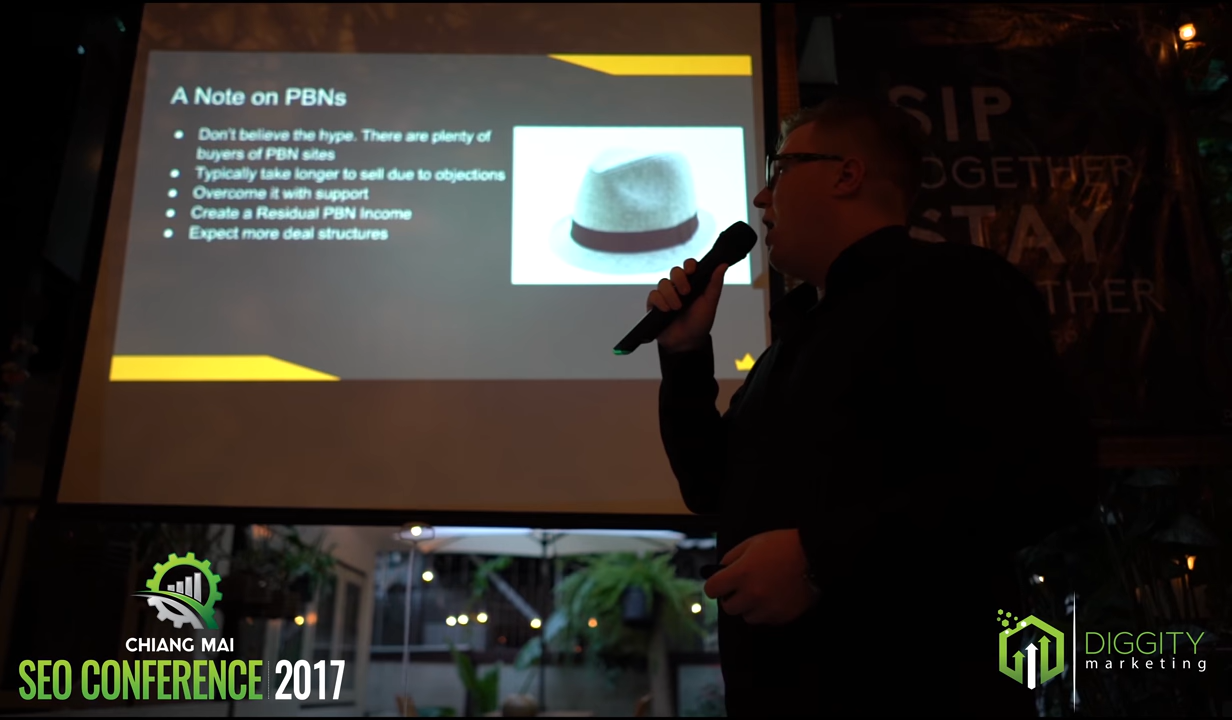 A Note on PBNs
Don't believe the hype. There are plenty of
buyers of PBN sites
Typically take longer to sell due to objections
Overcome it with support
Create a Residual PBN Income
Expect more deal structures
SIP
OGETHER
STAY
THER
CHIANG MAI
SEO CONFERENCE 2017
DIGGITY
marketing